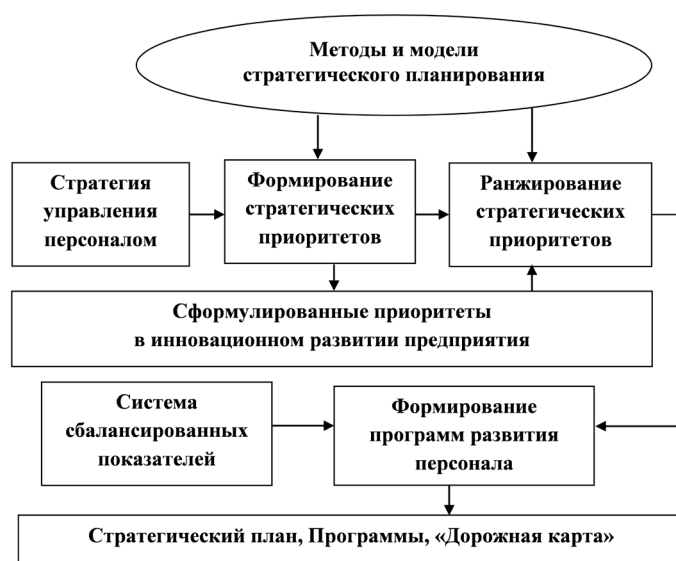 Методы и модели
стратегического планирования
Стратегия
управления
персоналом
Формирование
стратегических
приоритетов
Ранжирование
стратегических
приоритетов
Сформулированные приоритеты
в инновационном развитии предприятия
Система
сбалансированных
показателей
Формирование
программ развития
персонала
Стратегический план, Программы, «Дорожная карта»